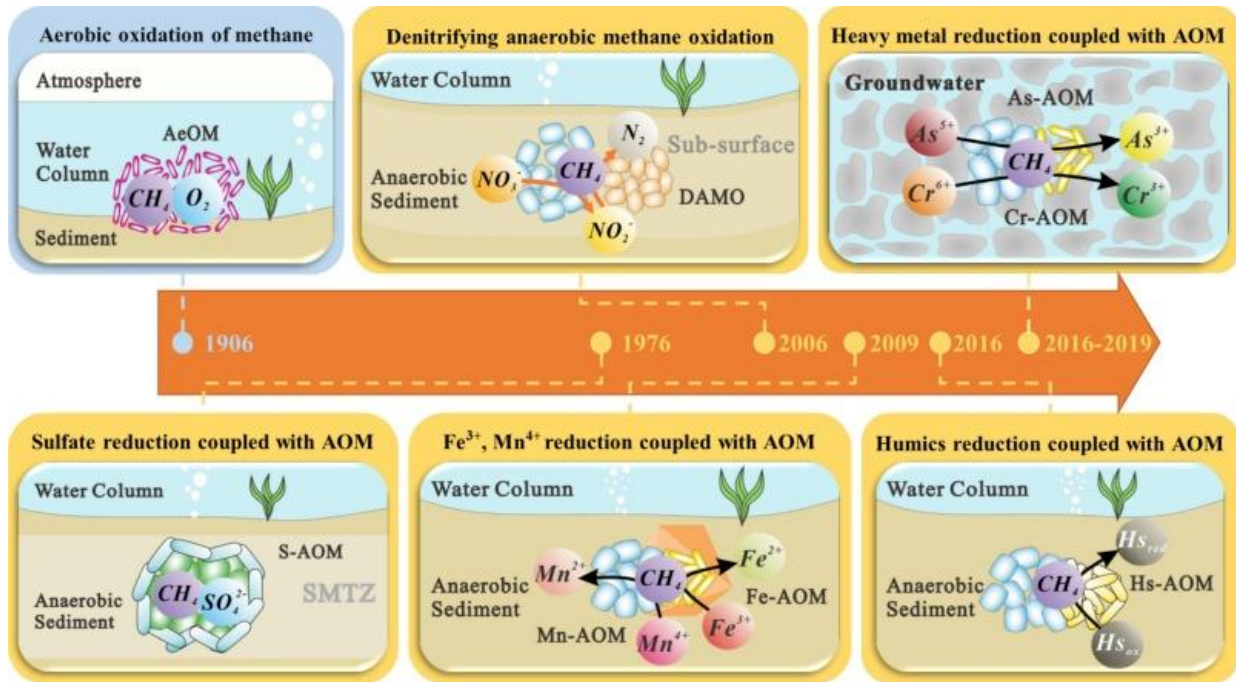 Aerobic oxidation of methane
Atmosphere
AeOM
Water
Column
CH₄ O₂
Sediment
Denitrifying anaerobic methane oxidation
Water Column
N₂
Sub-surface
Anaerobic
Sediment
NO₃⁻
CH₄
DAMO
NO₂⁻
Heavy metal reduction coupled with AOM
Groundwater
As-AOM
As⁵⁺
As³⁺
CH₄
Cr⁶⁺
Cr³⁺
Cr-AOM
1906
1976
2006
2009
2016
2016-2019
Sulfate reduction coupled with AOM
Water Column
S-AOM
SMTZ
CH₄ SO₄²⁻
Anaerobic
Sediment
Fe³⁺, Mn⁴⁺ reduction coupled with AOM
Water Column
Mn²⁺
CH₄
Fe²⁺
Anaerobic
Sediment
Fe-AOM
Mn-AOM
Mn⁴⁺
Fe³⁺
Humics reduction coupled with AOM
Water Column
Hs red
Anaerobic
Sediment
CH₄
Hs-AOM
Hs ox